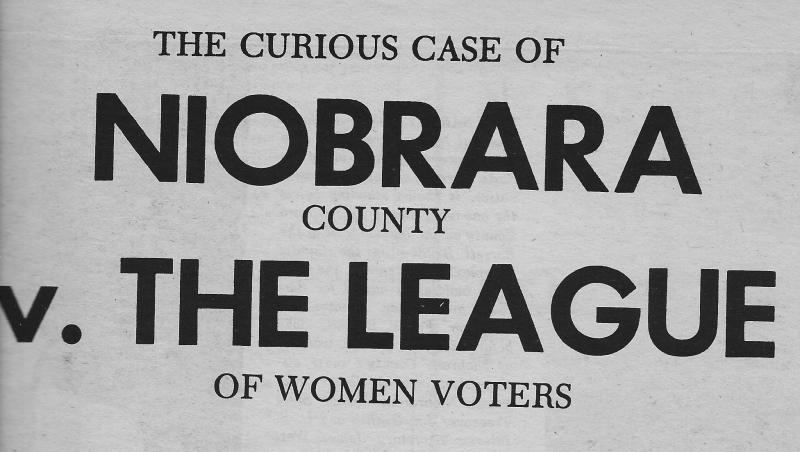 THE CURIOUS CASE OF
NIOBRARA
COUNTY
v. THE LEAGUE
OF WOMEN VOTERS